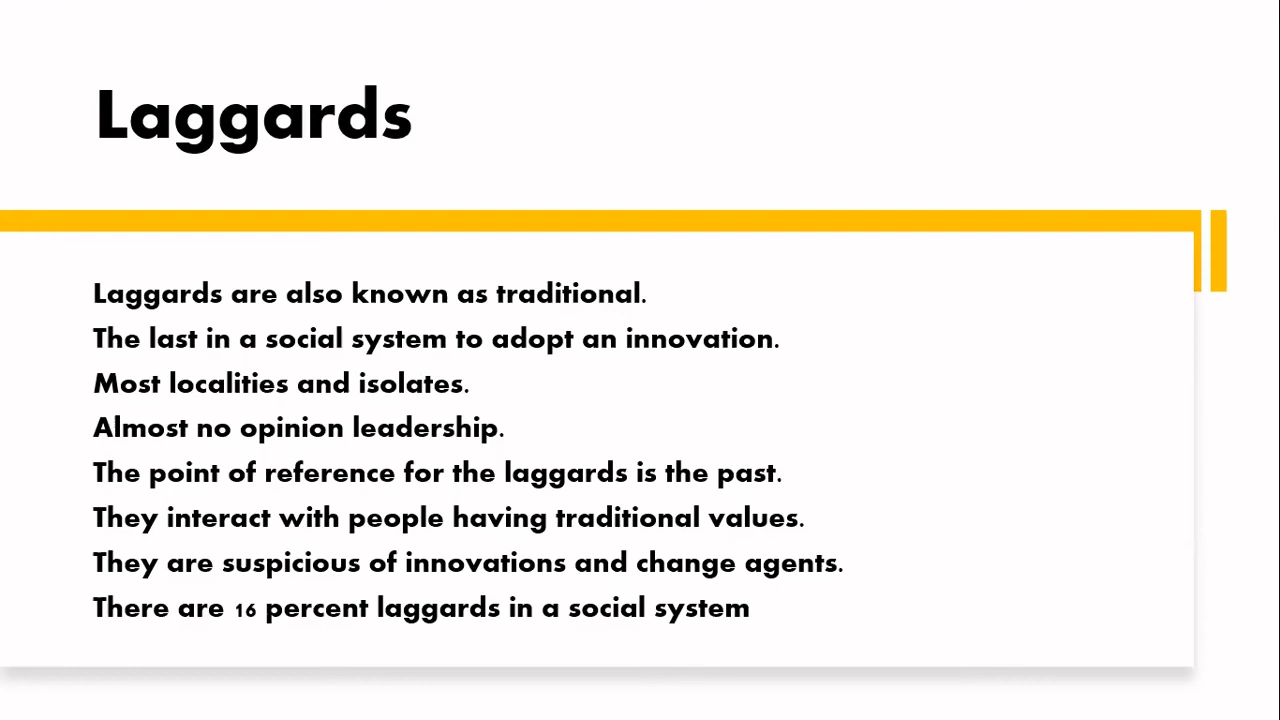 Laggards
Laggards are also known as traditional.
The last in a social system to adopt an innovation.
Most localities and isolates.
Almost no opinion leadership.
The point of reference for the laggards is the past.
They interact with people having traditional values.
They are suspicious of innovations and change agents.
There are 16 percent laggards in a social system